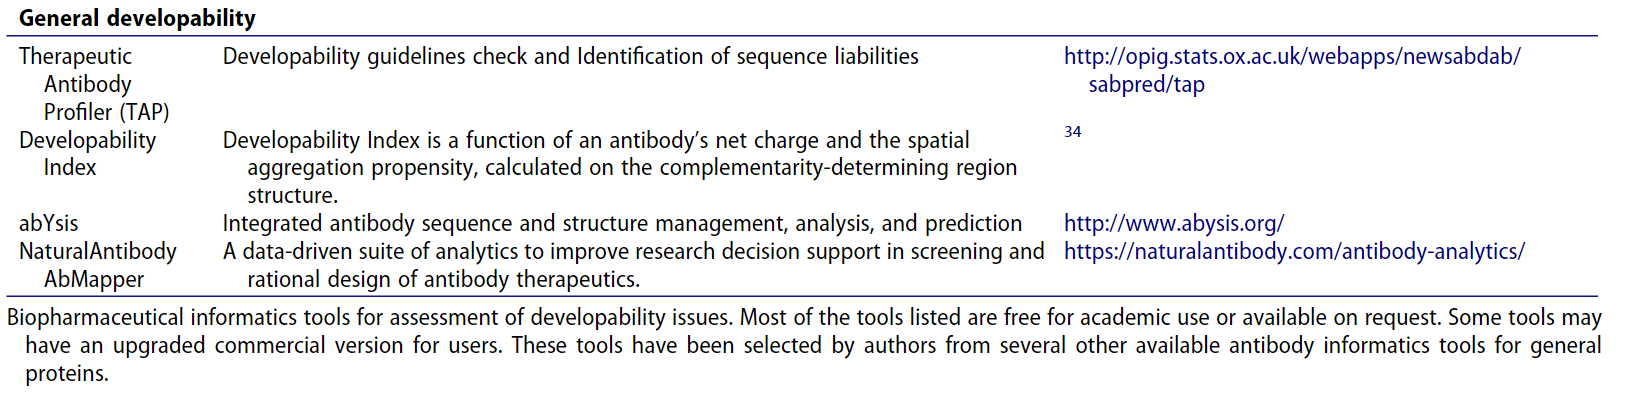 General developability
Therapeutic Developability guidelines check and Identification of sequence liabilities http://opig.stats.ox.ac.uk/webapps/newsabdab/
Antibody sabpred/tap
Profiler (TAP)
Developability Developability Index is a function of an antibody’s net charge and the spatial 34
Index aggregation propensity, calculated on the complementarity-determining region
structure.
abYsis Integrated antibody sequence and structure management, analysis, and prediction http://www.abysis.org/
NaturalAntibody A data-driven suite of analytics to improve research decision support in screening and https://naturalantibody.com/antibody-analytics/
AbMapper rational design of antibody therapeutics.
Biopharmaceutical informatics tools for assessment of developability issues. Most of the tools listed are free for academic use or available on request. Some tools may
have an upgraded commercial version for users. These tools have been selected by authors from several other available antibody informatics tools for general
proteins.